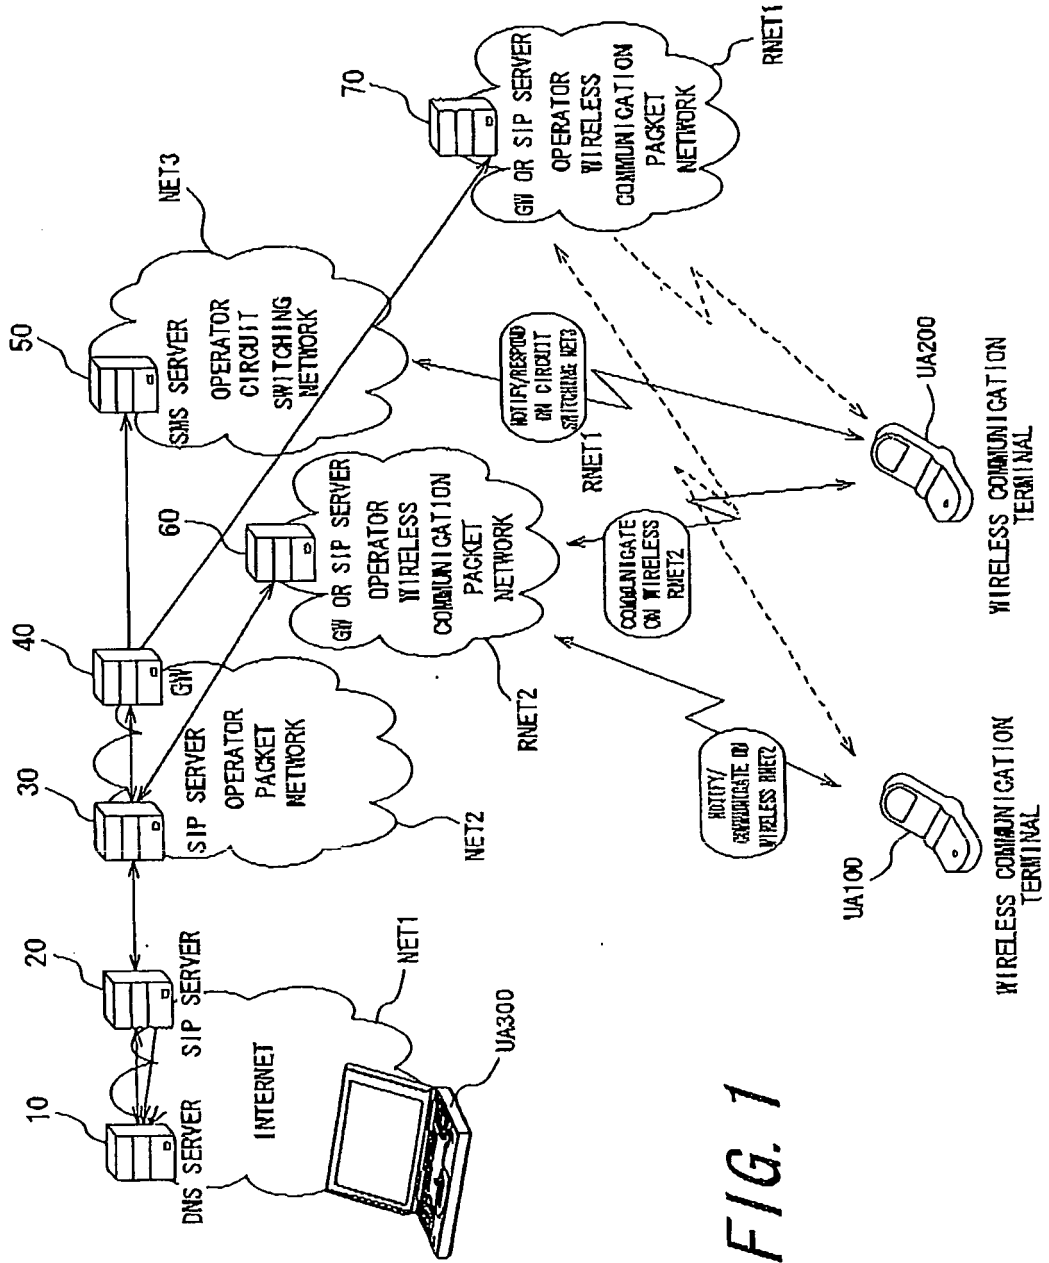 10
DNS SERVER
20
SIP SERVER
INTERNET
NET1
UA300
30
SIP SERVER
40
GW
OPERATOR
PACKET
NETWORK
NET2
50
SMS SERVER
OPERATOR
CIRCUIT
SWITCHING
NETWORK
NET3
60
GW OR SIP SERVER
OPERATOR
WIRELESS
COMMUNICATION
PACKET
NETWORK
RNET2
70
GW OR SIP SERVER
OPERATOR
WIRELESS
COMMUNICATION
PACKET
NETWORK
RNET1
NOTIFY/RESPOND
ON CIRCUIT
SWITCHING NET3
RNET1
COMMUNICATE
ON WIRELESS
RNET2
NOTIFY/
COMMUNICATE ON
WIRELESS RNET2
UA100
WIRELESS COMMUNICATION
TERMINAL
UA200
WIRELESS COMMUNICATION
TERMINAL
FIG. 1